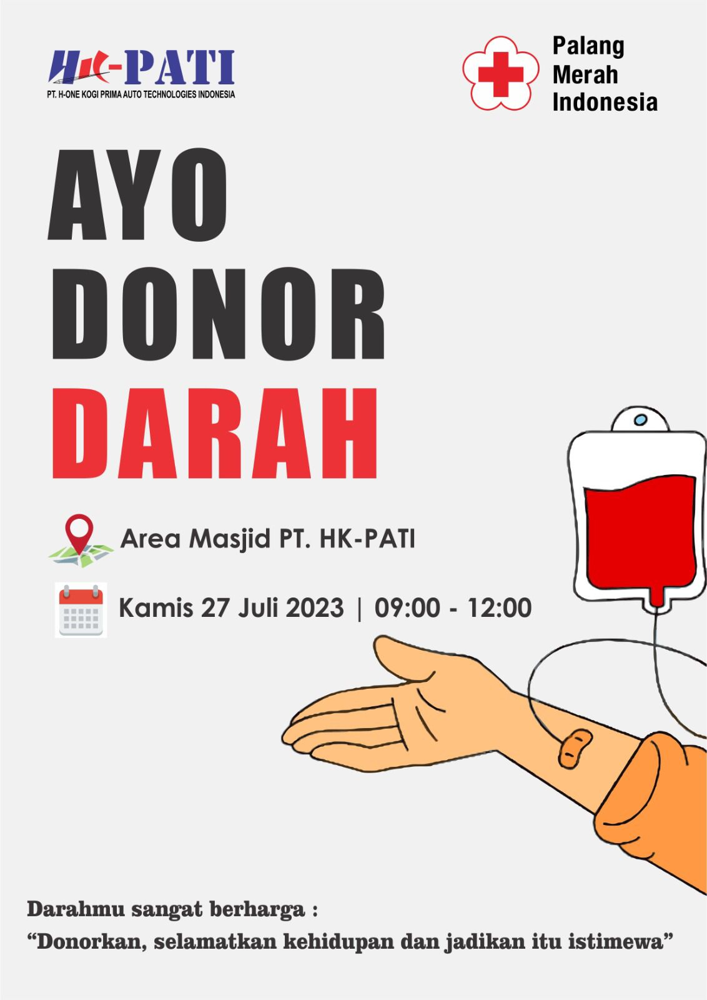 HK-PATI
PT. H-ONE KOGI PRIMA AUTO TECHNOLOGIES INDONESIA
Palang
Merah
Indonesia
AYO
DONOR
DARAH
Area Masjid PT. HK-PATI
Kamis 27 Juli 2023 | 09:00 - 12:00
Darahmu sangat berharga :
“Donorkan, selamatkan kehidupan dan jadikan itu istimewa”